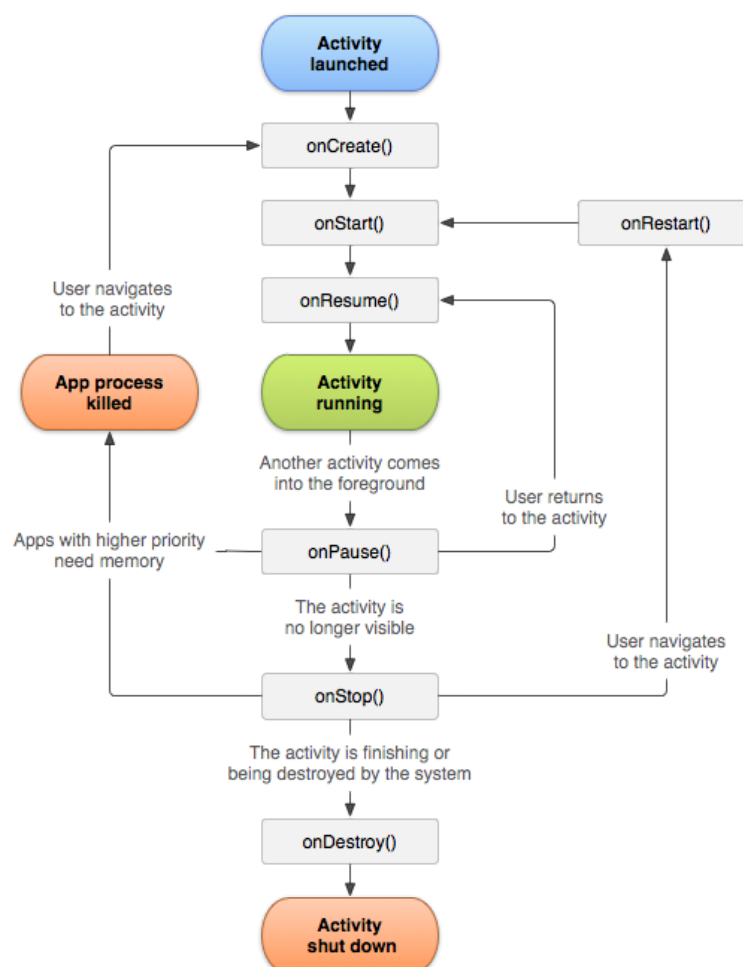 Activity
launched
onCreate()
onStart()
onRestart()
onResume()
User navigates
to the activity
App process
killed
Activity
running
Another activity comes
into the foreground
User returns
to the activity
Apps with higher priority
need memory
onPause()
The activity is
no longer visible
User navigates
to the activity
onStop()
The activity is finishing or
being destroyed by the system
onDestroy()
Activity
shut down